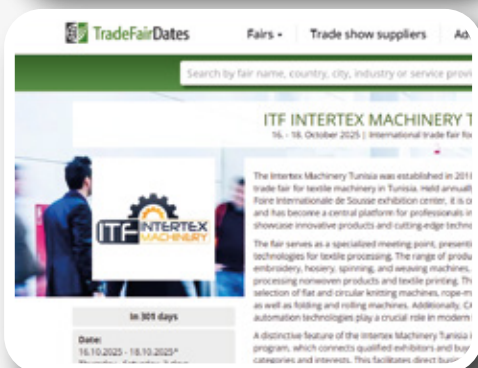 TradeFairDates
Fairs Trade show suppliers Ad
Search by fair name, country, city, industry or service provi
ITF INTERTEX MACHINERY T
16. - 18. October 2025 | International trade fair fo
ITF INTERTEX
MACHINERY
The Intertex Machinery Tunisia was established in 201
trade fair for textile machinery in Tunisia. Held annuall
Foire Internationale de Sousse exhibition center, it is
and has become a central platform for professionals in
showcase innovative products and cutting-edge techno
The fair serves as a specialized meeting point, presenti
technologies for textile processing. The range of produ
embroidery, hosiery, spinning, and weaving machines,
processing nonwoven products and textile printing. Th
selection of flat and circular knitting machines, rope-m
as well as folding and rolling machines. Additionally, CA
automation technologies play a crucial role in modern
In 301 days
Date:
16.10.2025 - 18.10.2025*
Thursday - Saturday, 3 days
A distinctive feature of the Intertex Machinery Tunisia i
program, which connects qualified exhibitors and buy
categories and interests. This facilitates direct